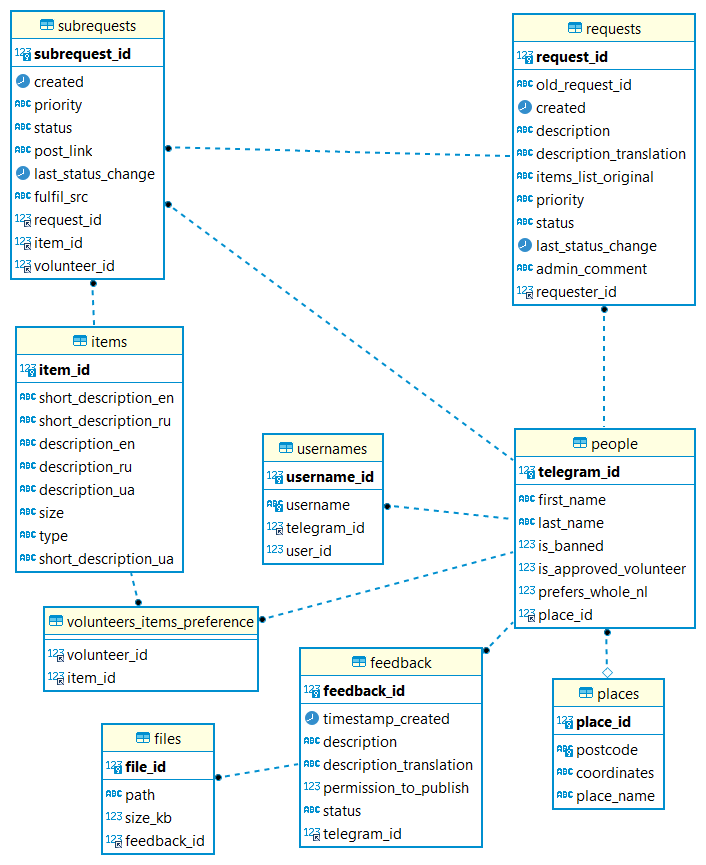 subrequests
subrequest_id
created
priority
status
post_link
last_status_change
fulfil_src
request_id
item_id
volunteer_id
requests
request_id
old_request_id
created
description
description_translation
items_list_original
priority
status
last_status_change
admin_comment
requester_id
items
item_id
short_description_en
short_description_ru
description_en
description_ru
description_ua
size
type
short_description_ua
usernames
username_id
username
telegram_id
user_id
people
telegram_id
first_name
last_name
is_banned
is_approved_volunteer
prefers_whole_nl
place_id
volunteers_items_preference
volunteer_id
item_id
feedback
feedback_id
timestamp_created
description
description_translation
permission_to_publish
status
telegram_id
places
place_id
postcode
coordinates
place_name
files
file_id
path
size_kb
feedback_id